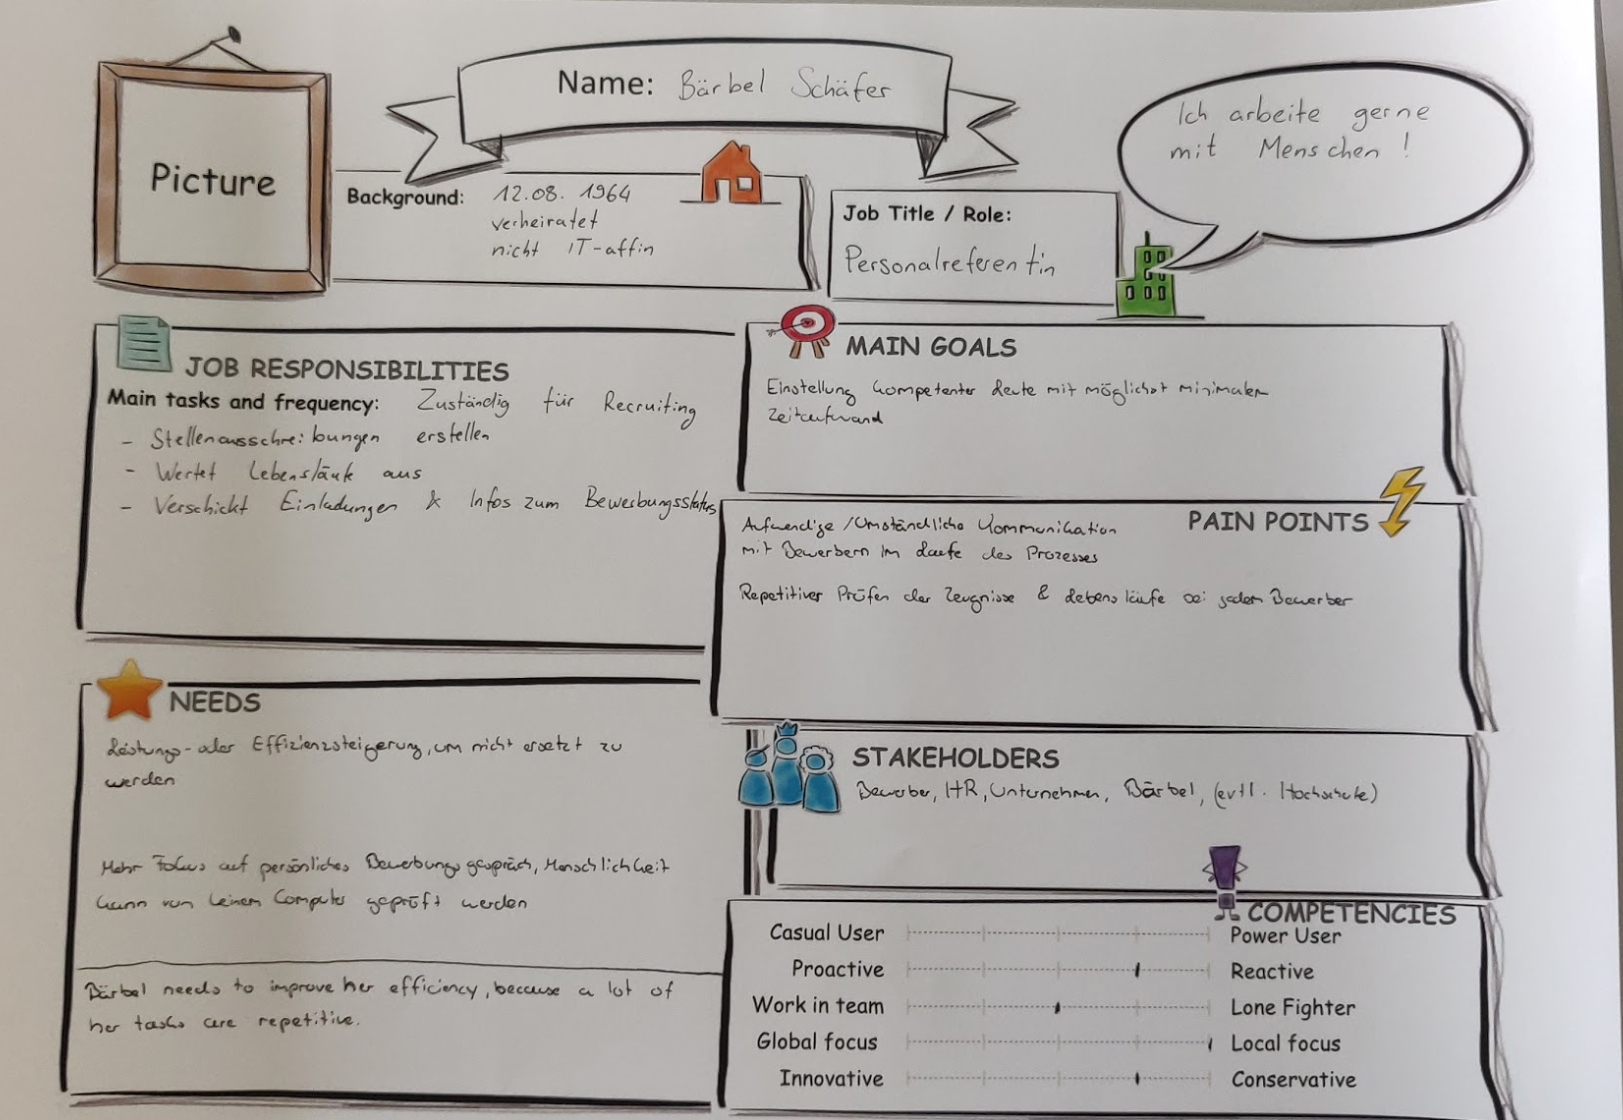 Name: Bärbel Schäfer
Ich arbeite gerne
mit Menschen !
Picture
Background: 12.08. 1964
verheiratet
nicht IT-affin
Job Title / Role:
Personalreferentin
JOB RESPONSIBILITIES
Main tasks and frequency: Zuständig für Recruiting
- Stellenausschreibungen erstellen
- Wertet Lebensläufe aus
- Verschickt Einladungen & Infos zum Bewerbungsstatus
MAIN GOALS
Einstellung kompetenter Leute mit möglichst minimalem
Zeitaufwand
PAIN POINTS
Aufwendige/Umständliche Kommunikation
mit Bewerbern im Laufe des Prozesses
Repetitives Prüfen der Zeugnisse & Lebensläufe bei jedem Bewerber
NEEDS
Leistungs- oder Effizienzsteigerung, um nicht ersetzt zu
werden
Mehr Fokus auf persönliches Bewerbungsgespräch, Menschlichkeit
kann von keinem Computer geprüft werden
Bärbel needs to improve her efficiency, because a lot of
her tasks are repetitive.
STAKEHOLDERS
Bewerber, HR, Unternehmen, Bärbel, (evtl. Hochschule)
COMPETENCIES
Casual User Power User
Proactive Reactive
Work in team Lone Fighter
Global focus Local focus
Innovative Conservative